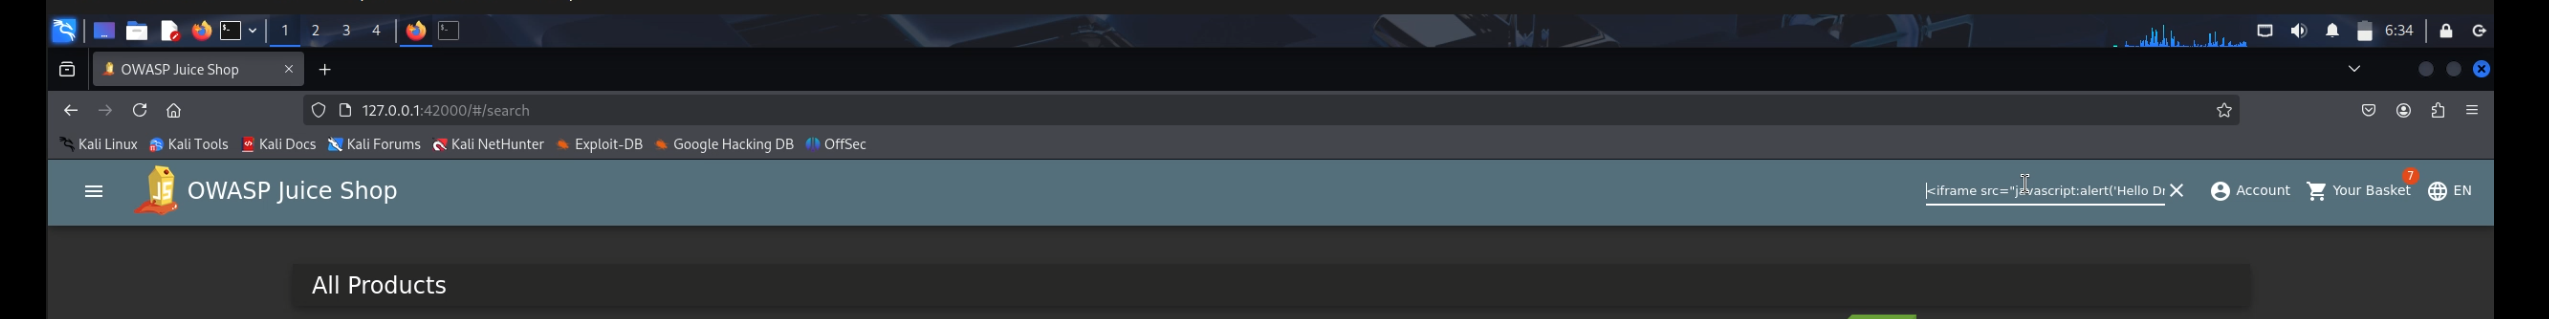 1 2 3 4 6:34
OWASP Juice Shop
127.0.0.1:42000/#/search
Kali Linux Kali Tools Kali Docs Kali Forums Kali NetHunter Exploit-DB Google Hacking DB OffSec
OWASP Juice Shop <iframe src="javascript:alert('Hello Dr Account 7 Your Basket EN
All Products